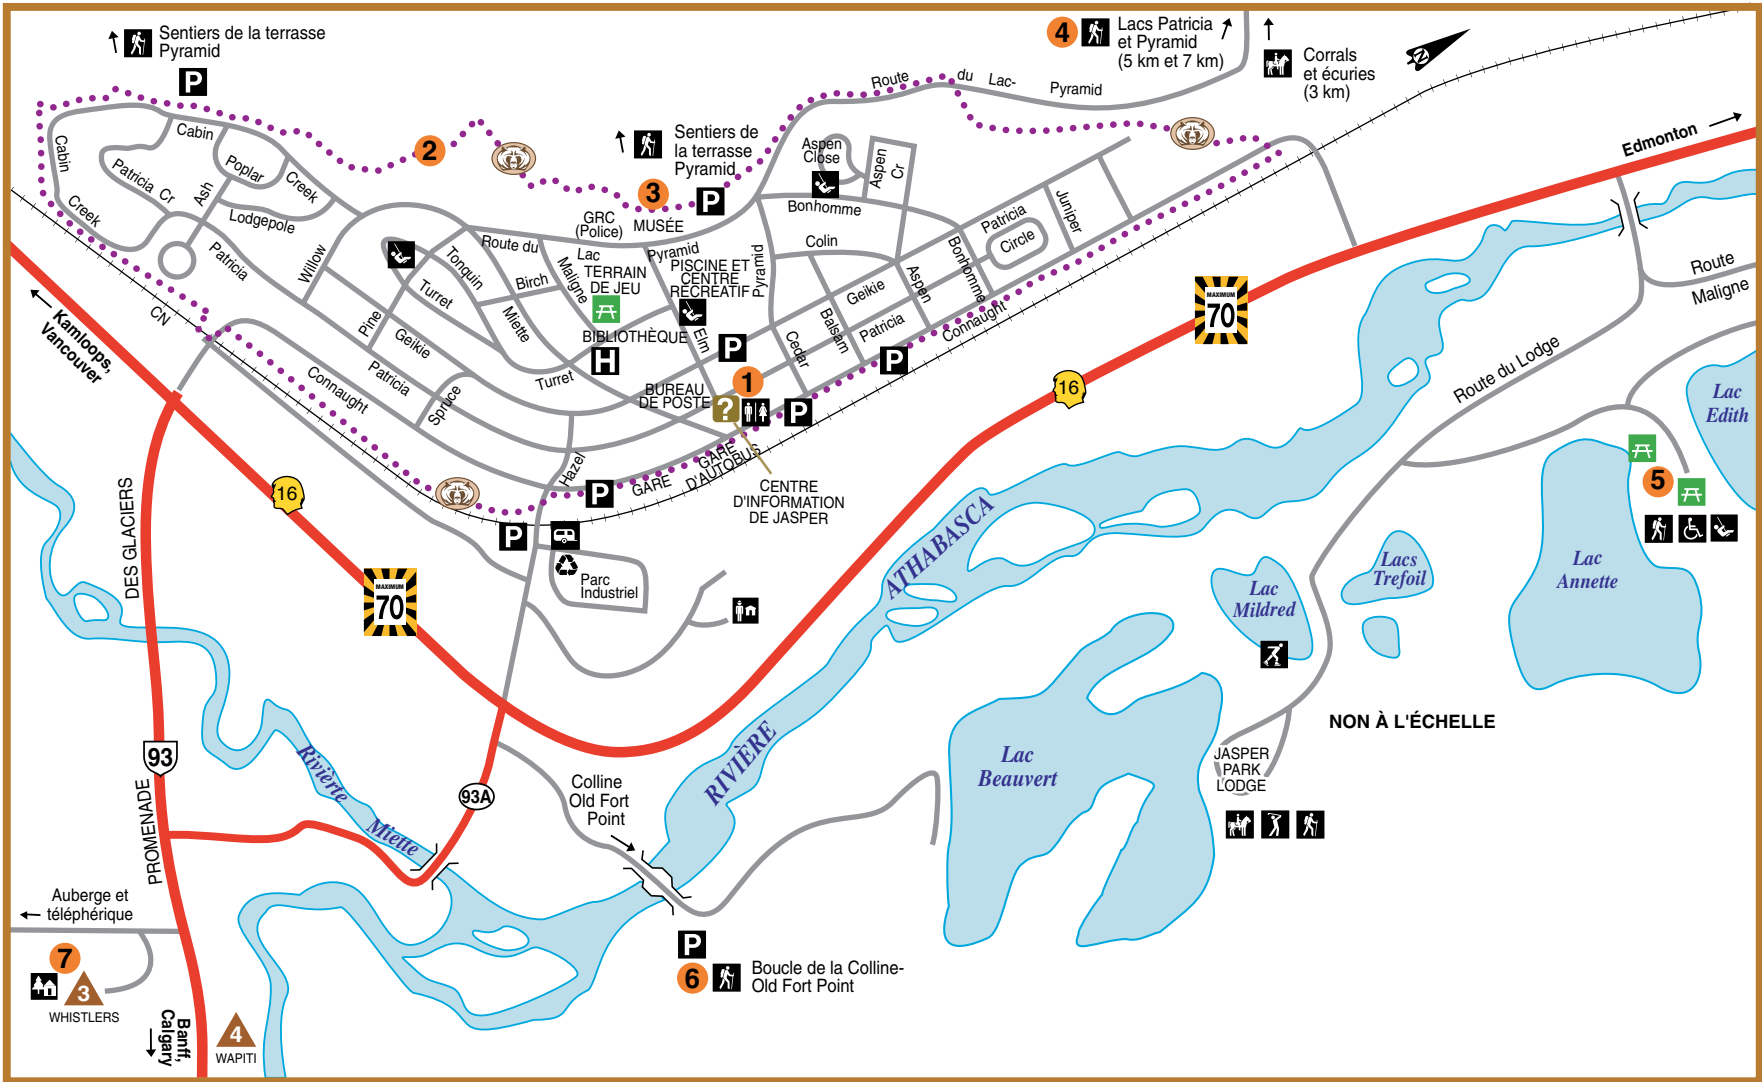 Sentiers de la terrasse
Pyramid
P
4
Lacs Patricia
et Pyramid
(5 km et 7 km)
Corrals
et écuries
(3 km)
N
Route
du
Lac-
Pyramid
Edmonton
2
Sentiers de
la terrasse
Pyramid
3
P
GRC
(Police)
MUSÉE
Cabin
Cabin
Patricia Cr
Ash
Poplar
Creek
Creek
Lodgepole
Patricia
Willow
Aspen
Close
Aspen
Cr
Bonhomme
Colin
Patricia
Circle
Juniper
Bonhomme
Route du
Lac
Pyramid
Pyramid
TERRAIN
DE JEU
PISCINE ET
CENTRE
RÉCRÉATIF
Tonquin
Turret
Birch
Maligne
Miette
BIBLIOTHÈQUE
H
Elm
P
Geikie
Aspen
Balsam
Patricia
Connaught
Cedar
P
Pine
Geikie
Patricia
Spruce
Turret
Connaught
CN
Kamloops,
Vancouver
BUREAU
DE POSTE
1
?
P
GARE
D'AUTOBUS
GARE
Hazel
P
P
CENTRE
D'INFORMATION
DE JASPER
Parc
Industriel
16
MAXIMUM
70
16
MAXIMUM
70
Route
Maligne
Route du Lodge
Lac
Edith
5
Lac
Annette
Lacs
Trefoil
Lac
Mildred
NON À L'ÉCHELLE
JASPER
PARK
LODGE
Lac
Beauvert
RIVIÈRE
ATHABASCA
DES GLACIERS
93
PROMENADE
93A
Rivièrte
Miette
Colline
Old Fort
Point
P
6
Boucle de la Colline-
Old Fort Point
Auberge et
téléphérique
7
3
WHISTLERS
Banff,
Calgary
4
WAPITI